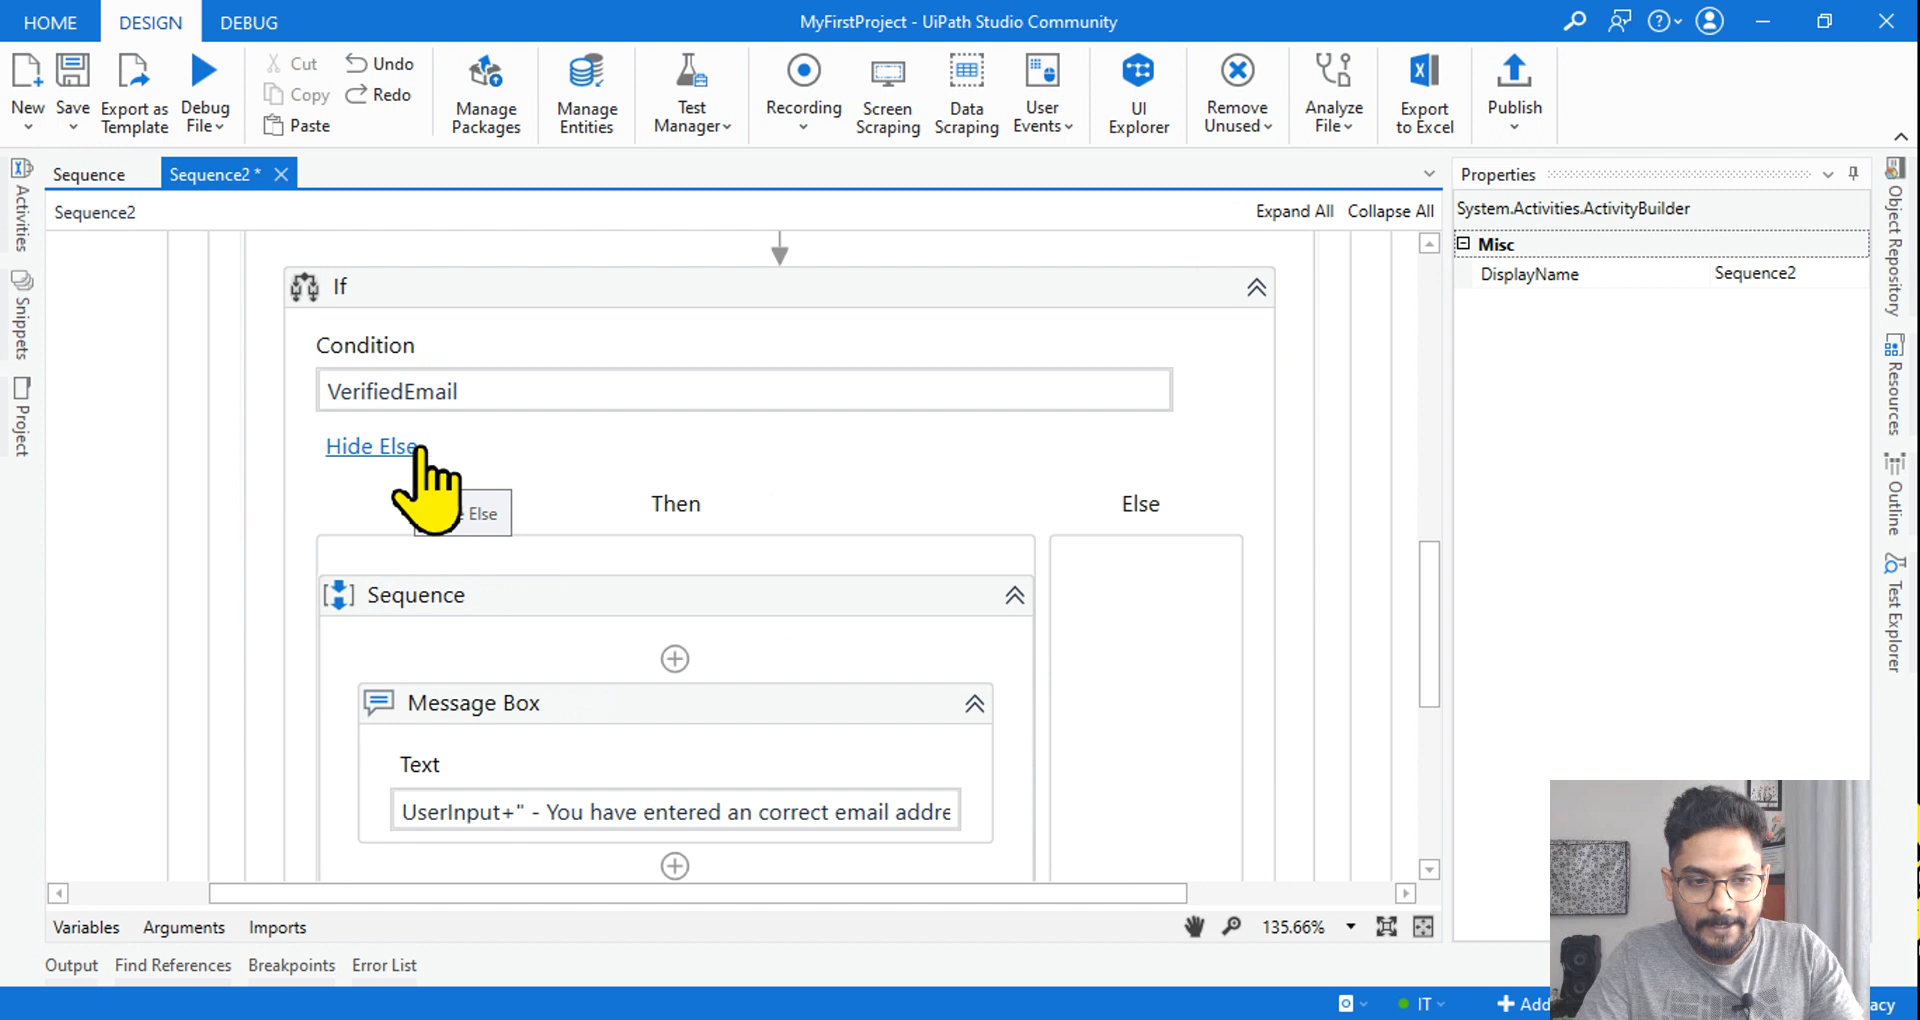 HOME DESIGN DEBUG MyFirstProject - UiPath Studio Community
New Save Export as Template Debug File
Cut Copy Paste Undo Redo
Manage Packages
Manage Entities
Test Manager
Recording
Screen Scraping
Data Scraping
User Events
UI Explorer
Remove Unused
Analyze File
Export to Excel
Publish
Sequence Sequence2 *
Sequence2 Expand All Collapse All
Activities
Snippets
Project
If
Condition
VerifiedEmail
Hide Else
Else
Then Else
Sequence
Message Box
Text
UserInput+" - You have entered an correct email addre
Variables Arguments Imports 135.66%
Output Find References Breakpoints Error List
Properties
System.Activities.ActivityBuilder
Misc
DisplayName Sequence2
Object Repository
Resources
Outline
Test Explorer
IT